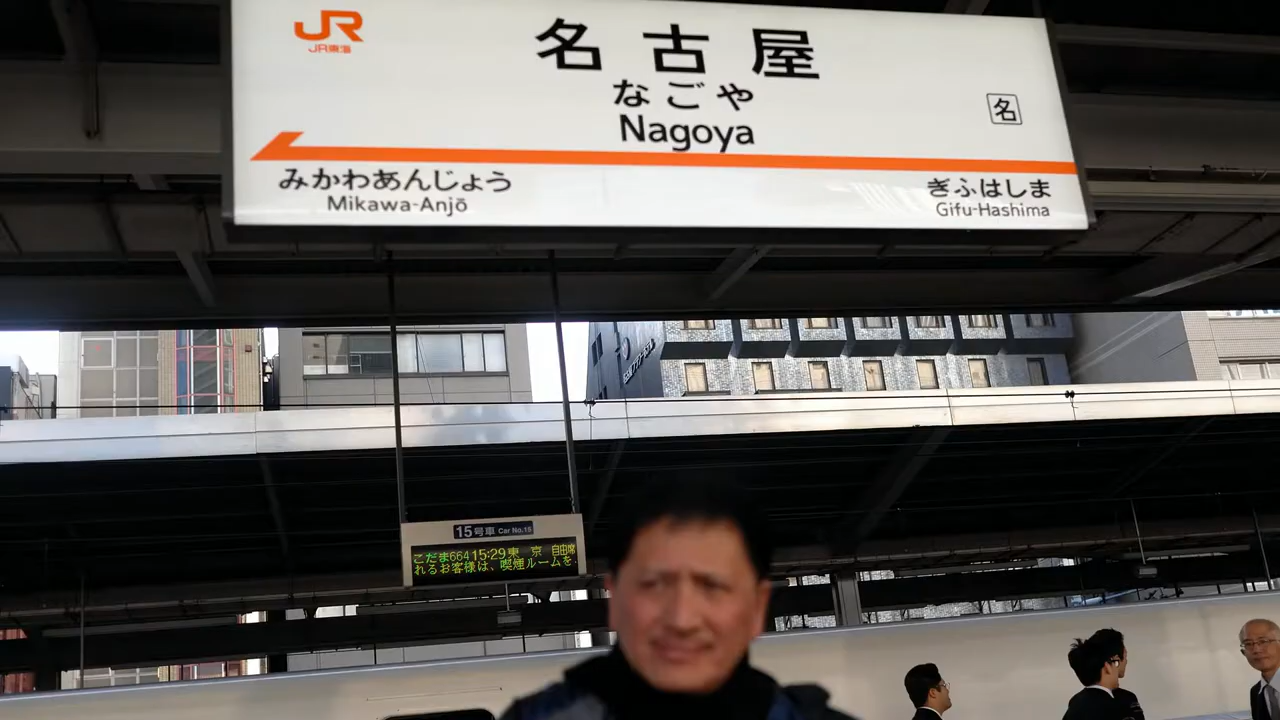 JR
JR東海
名古屋
なごや
Nagoya
名
みかわあんじょう
Mikawa-Anjō
ぎふはしま
Gifu-Hashima
15号車 Car No.15
こだま664 15:29 東 京 自由席
れるお客様は、喫煙ルームを